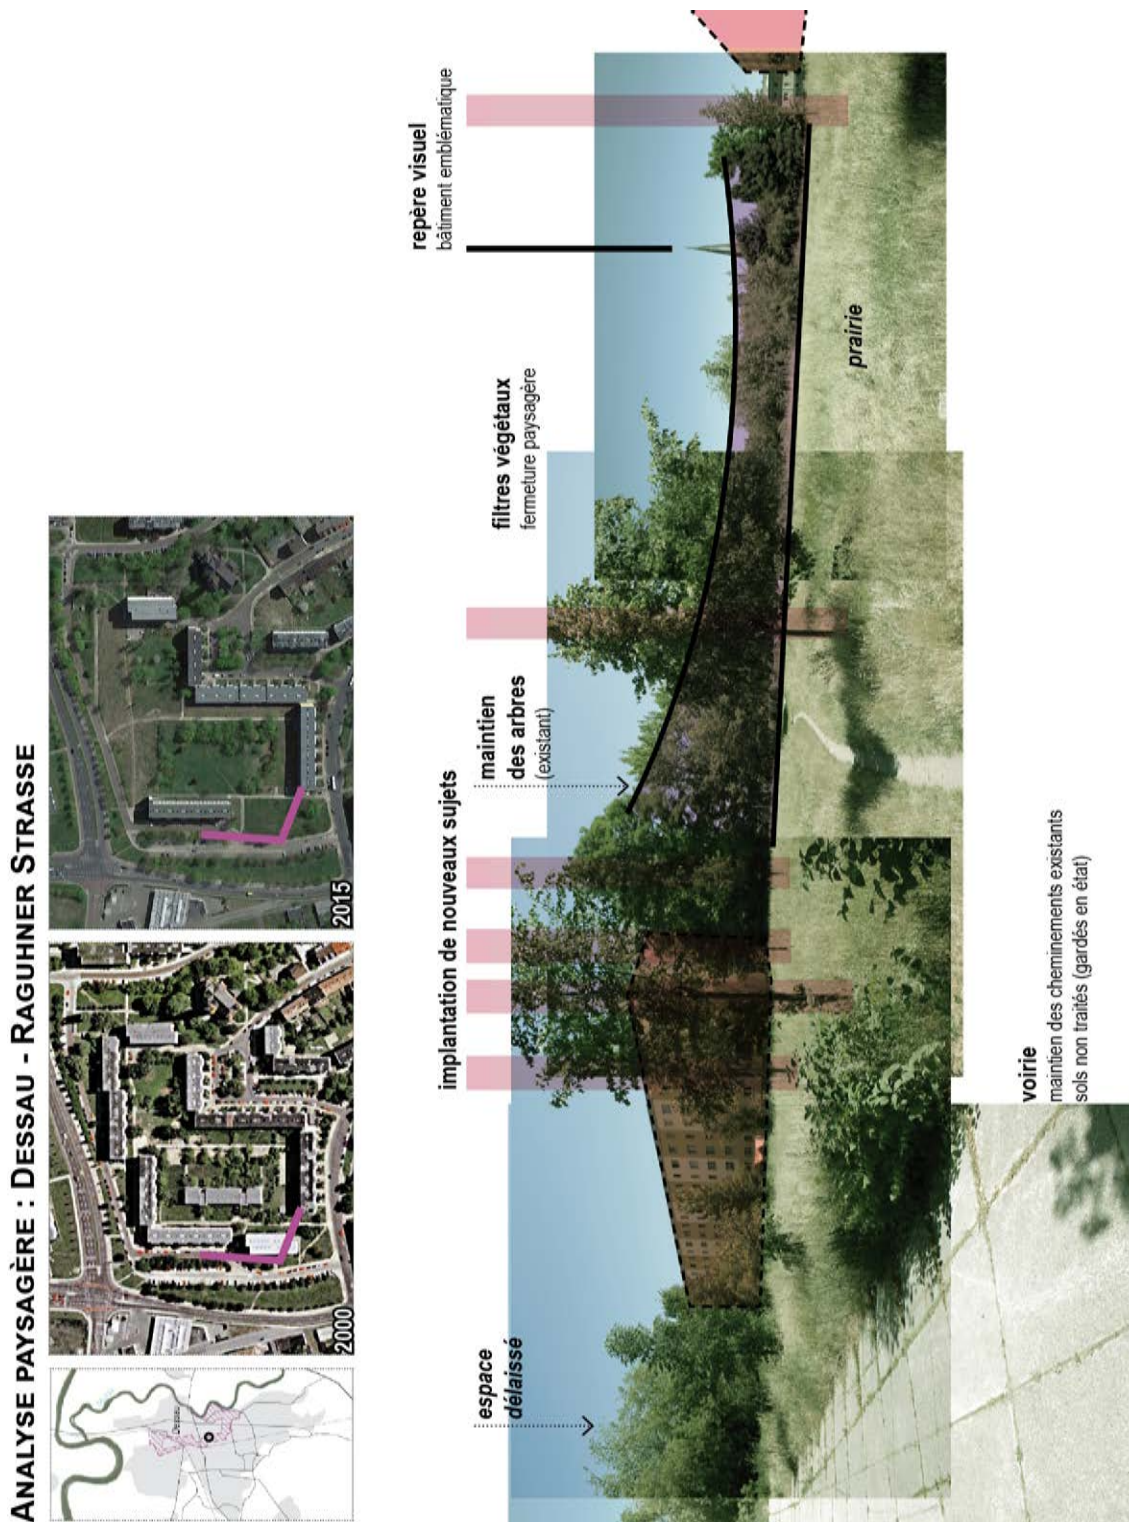 ANALYSE PAYSAGÈRE : DESSAU - RAGUHNER STRASSE
Dessau
2000
2015
espace
délaissé
implantation de nouveaux sujets
maintien
des arbres
(existant)
filtres végétaux
fermeture paysagère
repère visuel
bâtiment emblématique
prairie
voirie
maintien des cheminements existants
sols non traités (gardés en état)